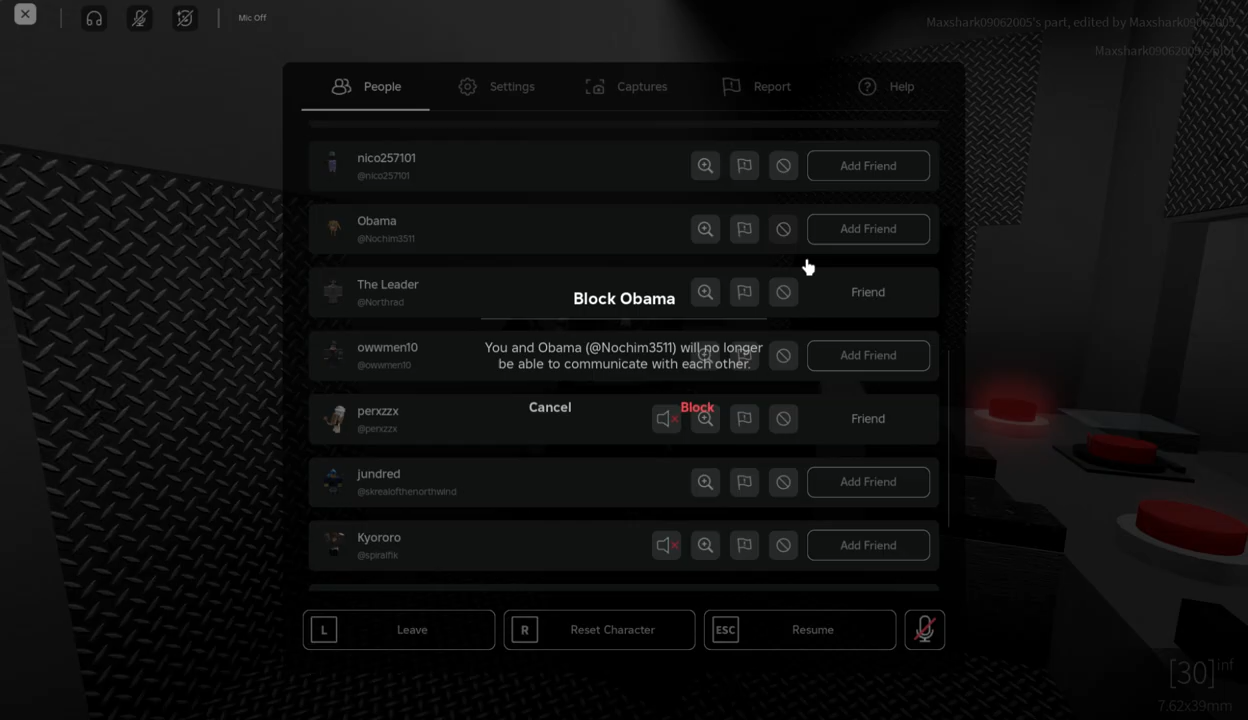 Mic Off
Maxshark09062005's part, edited by Maxshark09062005
Maxshark09062005's plot
People
Settings
Captures
Report
Help
nico257101
@nico257101
Add Friend
Obama
@Nochim3511
Add Friend
The Leader
@Northrad
Friend
Block Obama
owwmen10
@owwmen10
Add Friend
You and Obama (@Nochim3511) will no longer
be able to communicate with each other.
Cancel
Block
perxzzx
@perxzzx
Friend
jundred
@skrealofthenorthwind
Add Friend
Kyororo
@spiralfik
Add Friend
L
Leave
R
Reset Character
ESC
Resume
[30]inf
7.62x39mm